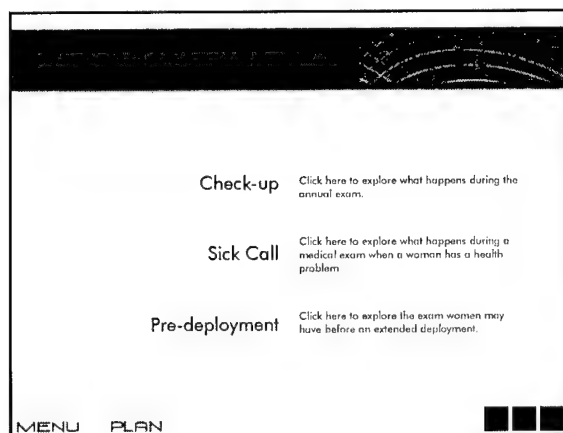 Check-up
Click here to explore what happens during the
annual exam.
Sick Call
Click here to explore what happens during a
medical exam when a woman has a health
problem
Pre-deployment
Click here to explore the exam women may
have before an extended deployment.
MENU PLAN